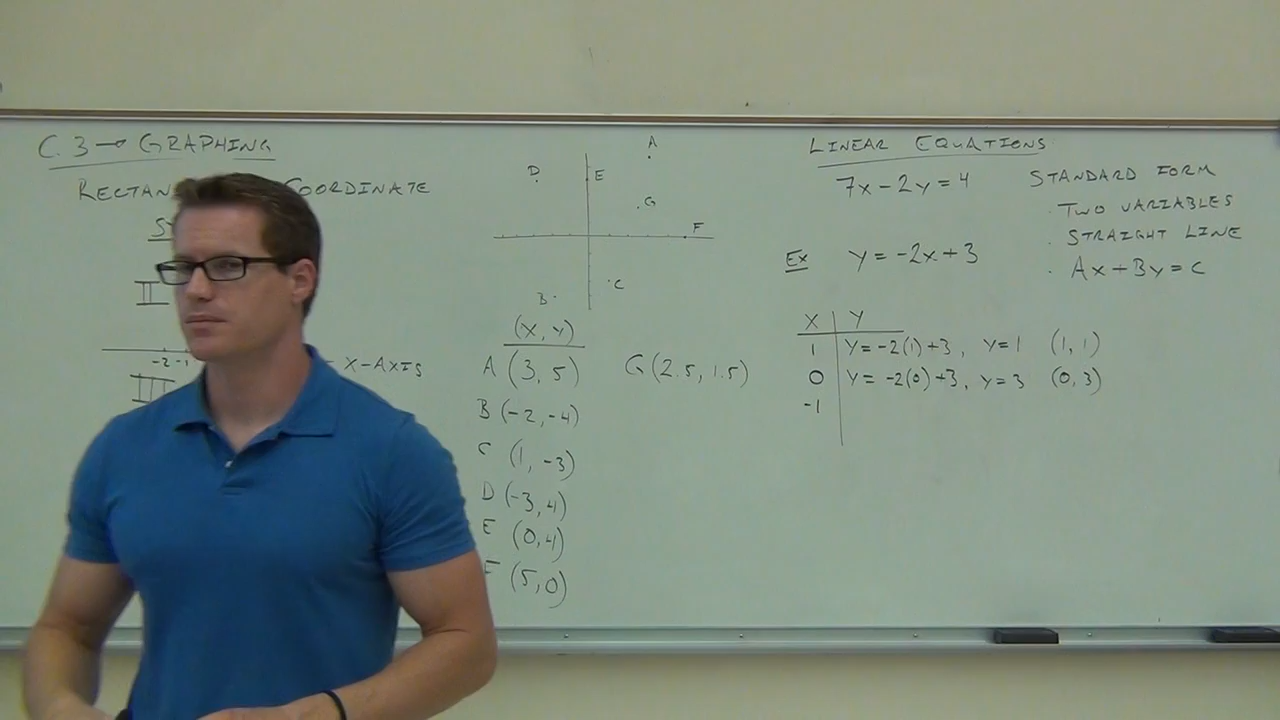 C.3 → GRAPHING
COORDINATE
II
-2 -1
X-AXIS
III
A
D
E
G
F
C
B
(X, Y)
A (3, 5)
G (2.5, 1.5)
B (-2, -4)
C (1, -3)
D (-3, 4)
E (0, 4)
F (5, 0)
LINEAR EQUATIONS
7x - 2y = 4
STANDARD FORM
· TWO VARIABLES
· STRAIGHT LINE
· Ax + By = C
Ex y = -2x + 3
X Y
1 Y = -2(1) + 3, Y = 1 (1, 1)
0 Y = -2(0) + 3, Y = 3 (0, 3)
-1